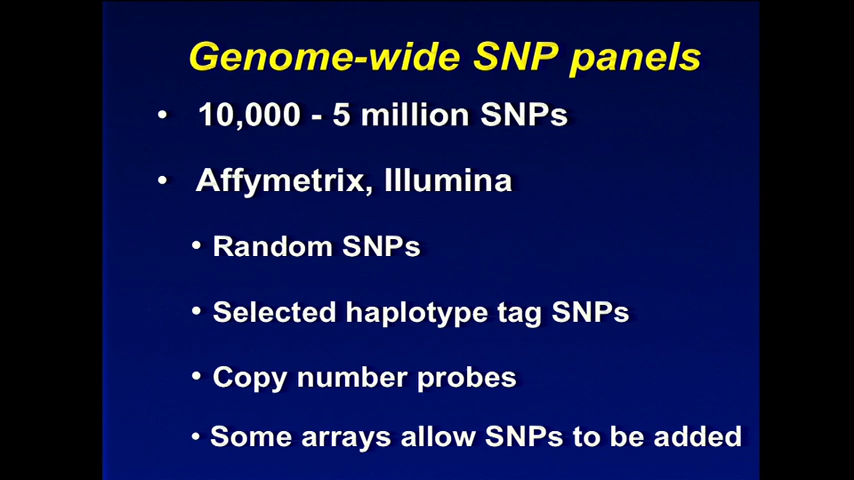 Genome-wide SNP panels
• 10,000 - 5 million SNPs
• Affymetrix, Illumina
• Random SNPs
• Selected haplotype tag SNPs
• Copy number probes
• Some arrays allow SNPs to be added